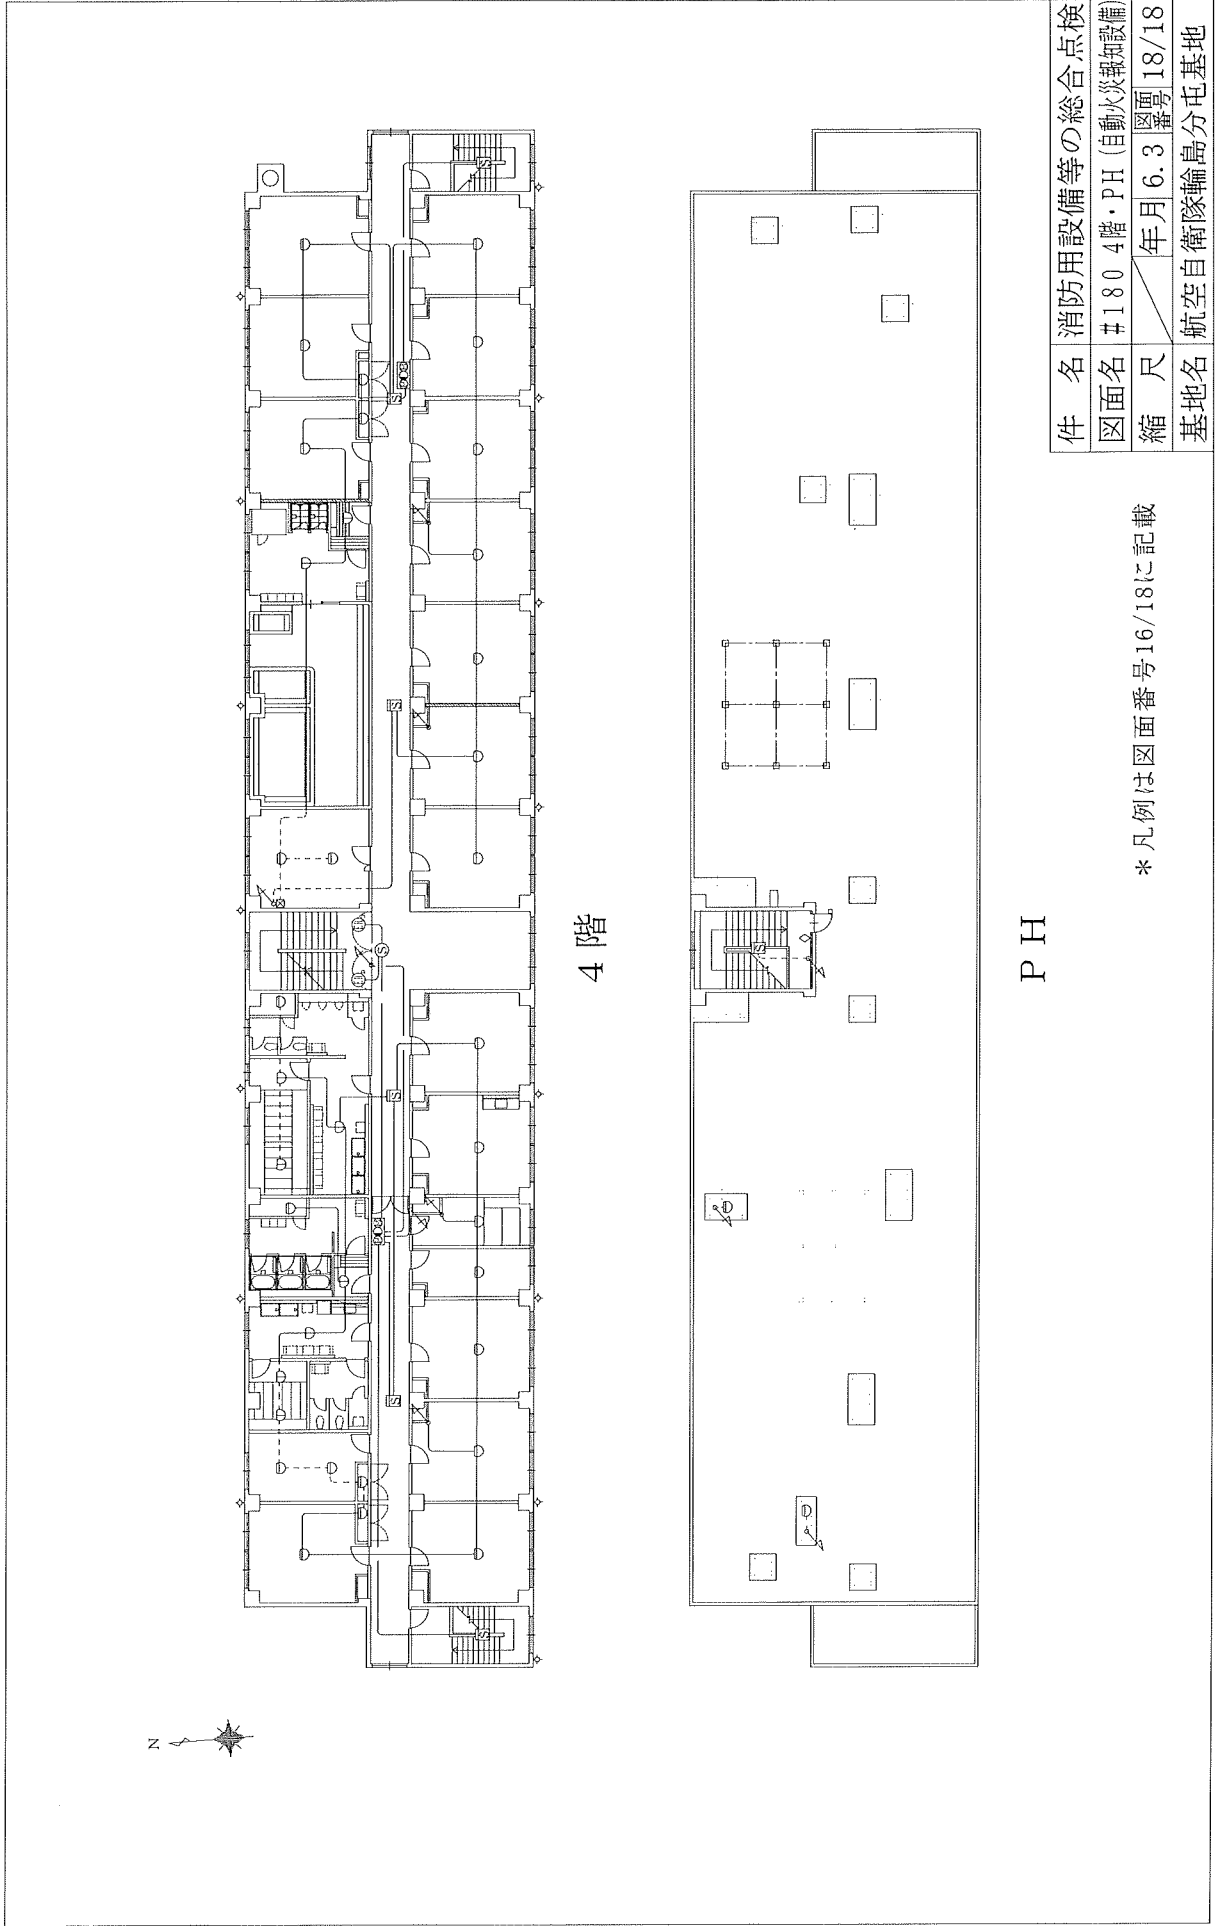 N
4階
PH
*凡例は図面番号16/18に記載
件 名 消防用設備等の総合点検
図面名 #180 4階・PH(自動火災報知設備)
縮 尺 年月 6.3 図面番号 18/18
基地名 航空自衛隊輪島分屯基地